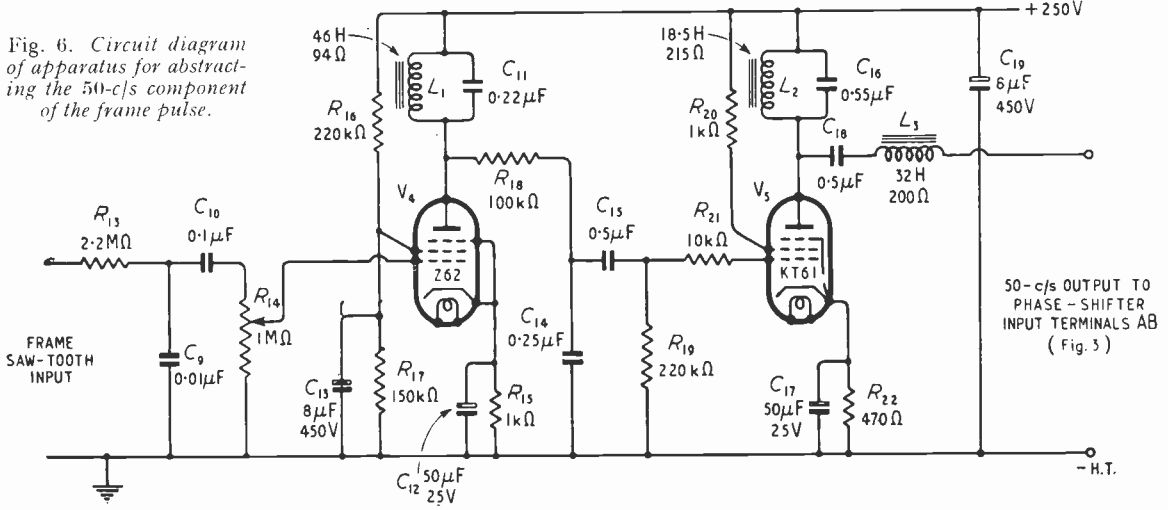 Fig. 6. Circuit diagram
of apparatus for abstract-
ing the 50-c/s component
of the frame pulse.
+250V
46H
94Ω
L1
C11
0·22μF
R16
220kΩ
18·5H
215Ω
L2
C16
0·55μF
R20
1kΩ
C19
8μF
450V
C18
0·5μF
L3
32H
200Ω
R18
100kΩ
V4
Z62
V5
KT61
R13
2·2MΩ
C10
0·1μF
R14
1MΩ
C9
0·01μF
FRAME
SAW-TOOTH
INPUT
C15
0·5μF
R21
10kΩ
C14
0·25μF
R19
220kΩ
C13
8μF
450V
R17
150kΩ
R15
1kΩ
C12
50μF
25V
C17
50μF
25V
R22
470Ω
50-c/s OUTPUT TO
PHASE-SHIFTER
INPUT TERMINALS AB
(Fig. 3)
-H.T.